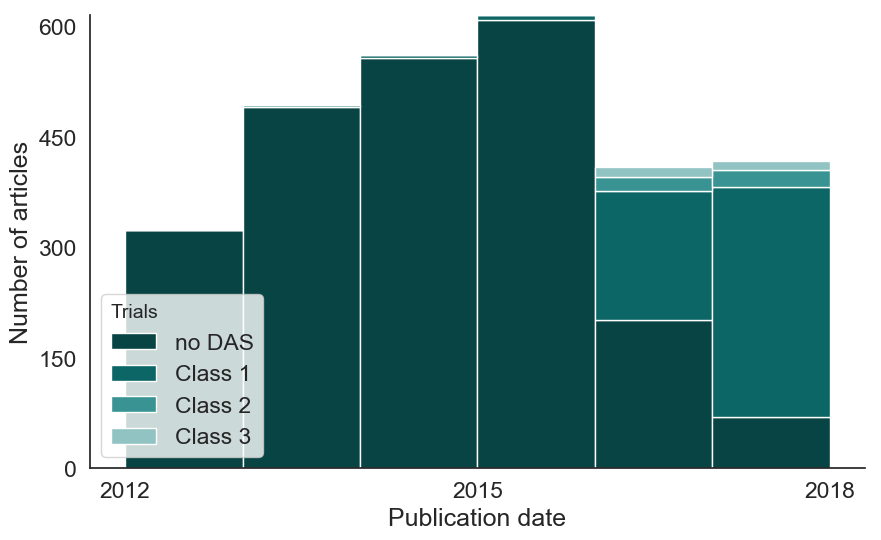 600
450
300
150
0
Number of articles
Trials
no DAS
Class 1
Class 2
Class 3
2012 2015 2018
Publication date